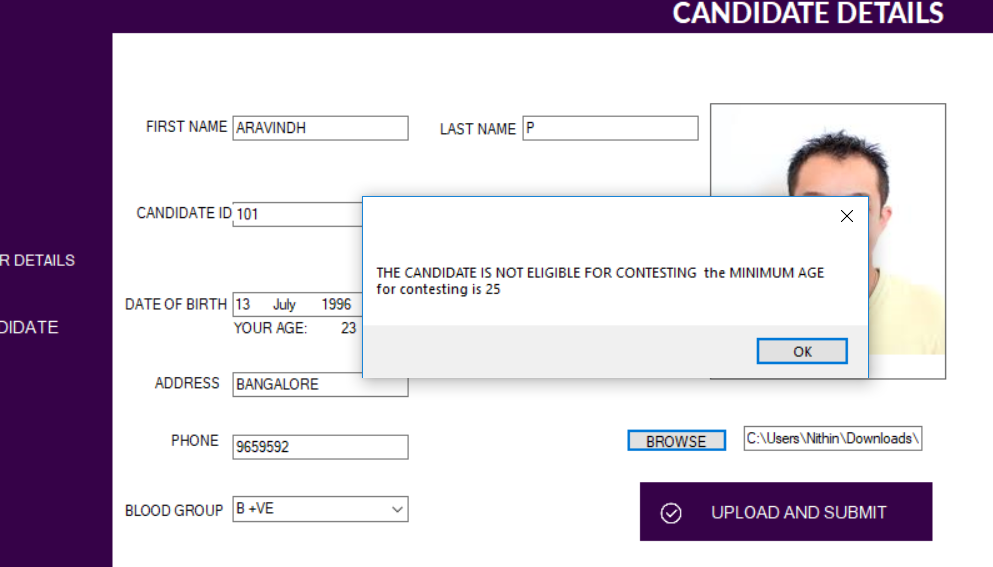 CANDIDATE DETAILS
FIRST NAME ARAVINDH LAST NAME P
CANDIDATE ID 101
R DETAILS
THE CANDIDATE IS NOT ELIGIBLE FOR CONTESTING the MINIMUM AGE
for contesting is 25
DATE OF BIRTH 13 July 1996
DIDATE
YOUR AGE: 23
OK
ADDRESS BANGALORE
PHONE 9659592
BROWSE C:\Users\Nithin\Downloads\
BLOOD GROUP B +VE
UPLOAD AND SUBMIT